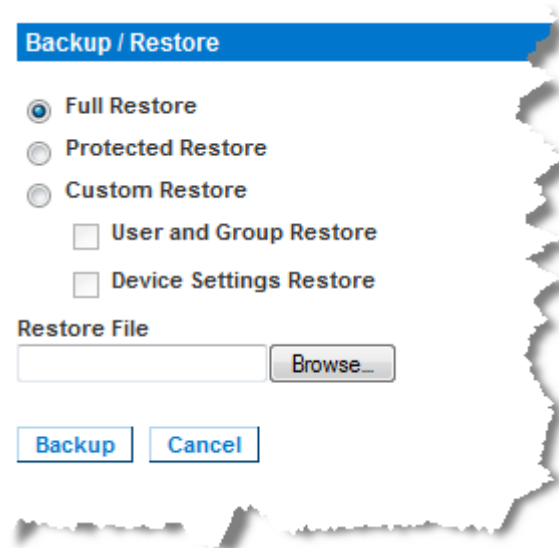 Backup / Restore
Full Restore
Protected Restore
Custom Restore
User and Group Restore
Device Settings Restore
Restore File
Browse...
Backup Cancel